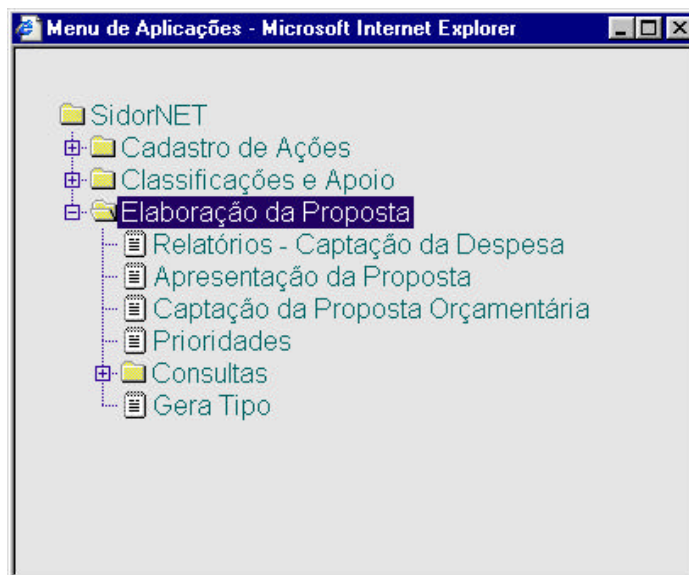 Menu de Aplicações - Microsoft Internet Explorer
SidorNET
Cadastro de Ações
Classificações e Apoio
Elaboração da Proposta
Relatórios - Captação da Despesa
Apresentação da Proposta
Captação da Proposta Orçamentária
Prioridades
Consultas
Gera Tipo